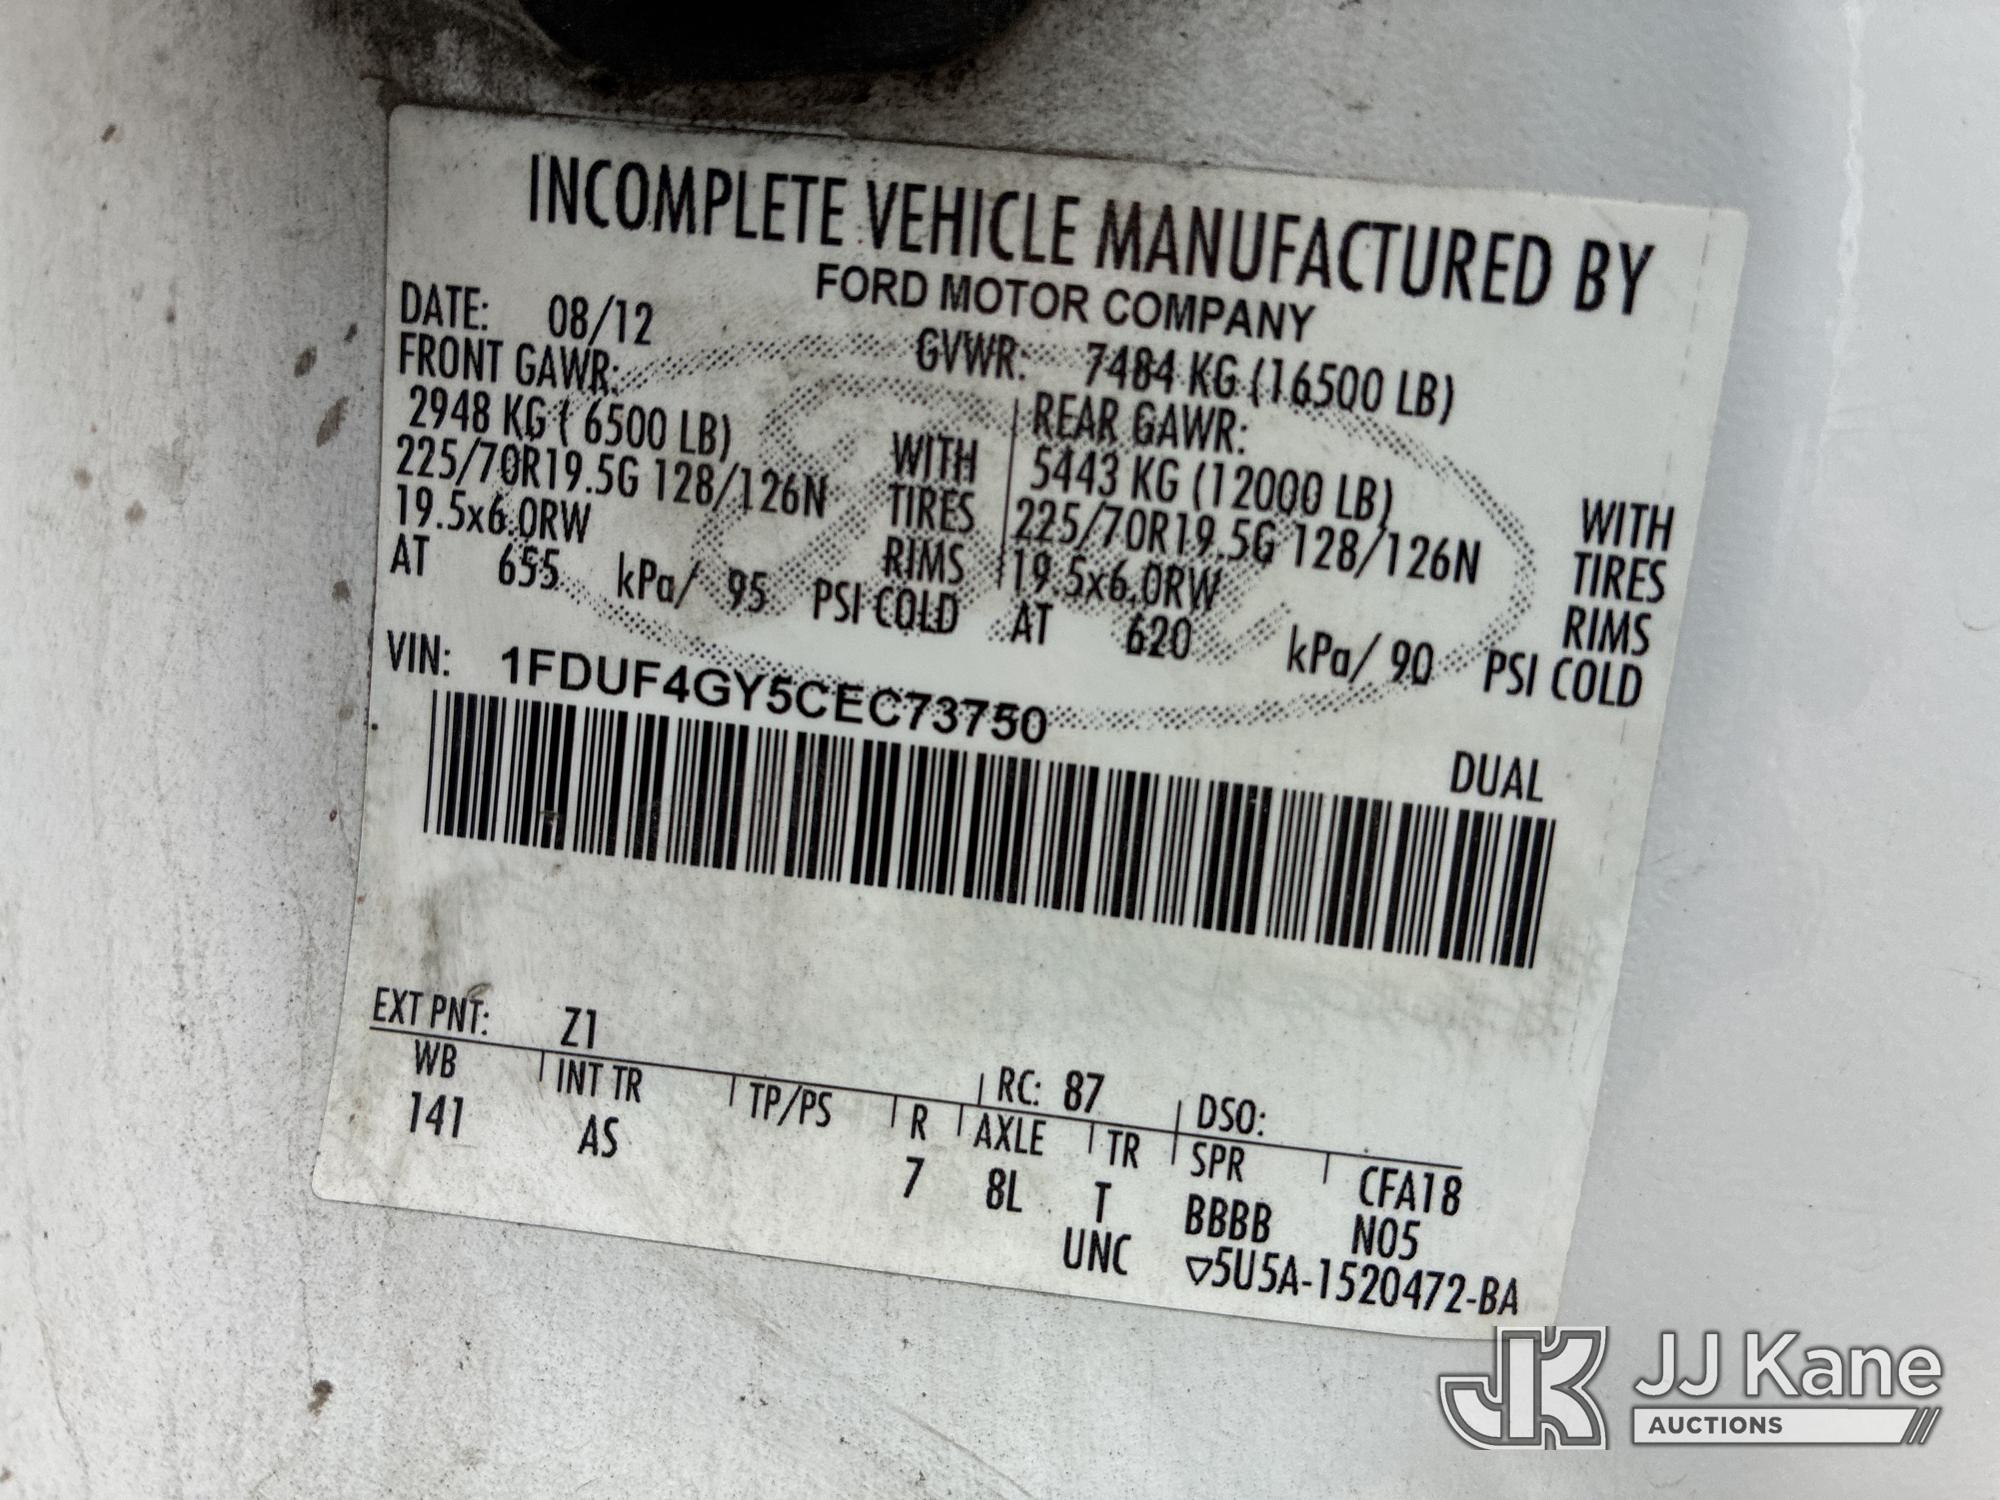 INCOMPLETE VEHICLE MANUFACTURED BY
FORD MOTOR COMPANY
DATE: 08/12 GVWR: 7484 KG (16500 LB)
FRONT GAWR: REAR GAWR:
2948 KG ( 6500 LB) WITH 5443 KG (12000 LB) WITH
225/70R19.5G 128/126N TIRES 225/70R19.5G 128/126N TIRES
19.5x6.0RW RIMS 19.5x6.0RW RIMS
AT 655 kPa/ 95 PSI COLD AT 620 kPa/ 90 PSI COLD
VIN: 1FDUF4GY5CEC73750
DUAL
EXT PNT: Z1 RC: 87 DSO:
WB INT TR TP/PS R AXLE TR SPR CFA18
141 AS 7 8L T BBBB N05
UNC ▽5U5A-1520472-BA
JK JJ Kane
AUCTIONS